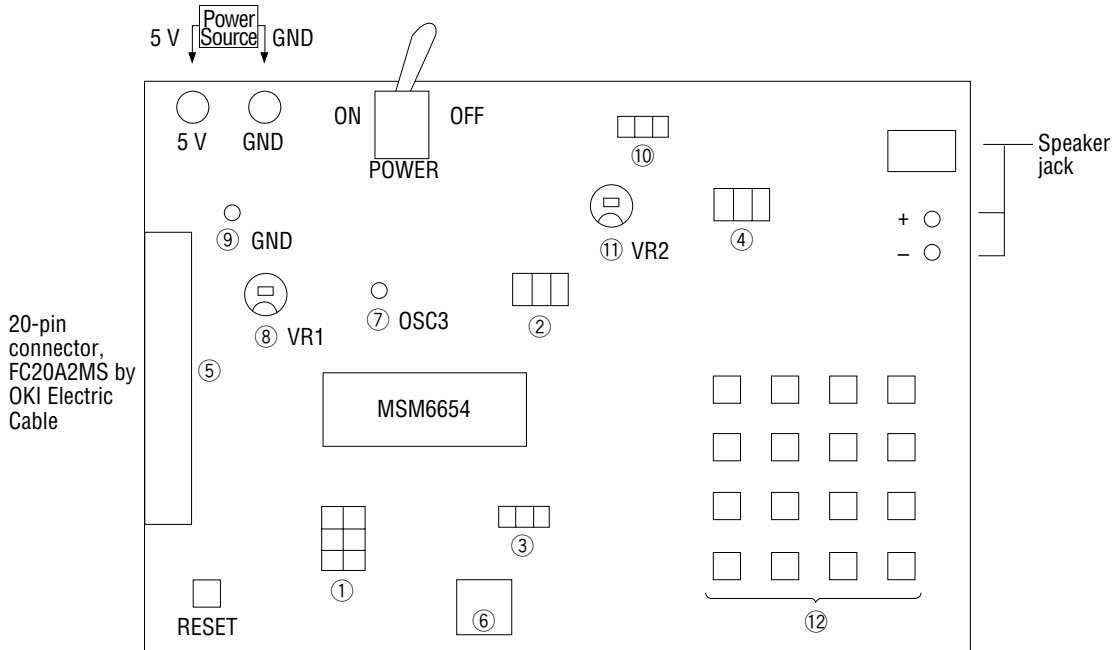 Power
Source
5 V
GND
5 V
GND
ON
OFF
POWER
⑩
Speaker
jack
⑨ GND
⑪ VR2
④
+
–
⑧ VR1
⑦ OSC3
②
20-pin
connector,
FC20A2MS by
OKI Electric
Cable
⑤
MSM6654
③
①
RESET
⑥
⑫